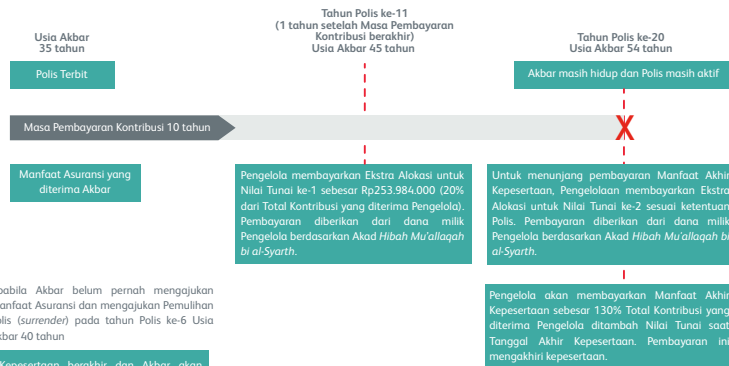 Usia Akbar
35 tahun
Polis Terbit
Masa Pembayaran Kontribusi 10 tahun
Manfaat Asuransi yang
diterima Akbar
Tahun Polis ke-11
(1 tahun setelah Masa Pembayaran
Kontribusi berakhir)
Usia Akbar 45 tahun
Pengelola membayarkan Ekstra Alokasi untuk
Nilai Tunai ke-1 sebesar Rp253.984.000 (20%
dari Total Kontribusi yang diterima Pengelola).
Pembayaran diberikan dari dana milik
Pengelola berdasarkan Akad Hibah Mu'allaqah
bi al-Syarth.
Tahun Polis ke-20
Usia Akbar 54 tahun
Akbar masih hidup dan Polis masih aktif
X
Untuk menunjang pembayaran Manfaat Akhir
Kepesertaan, Pengelolaan membayarkan Ekstra
Alokasi untuk Nilai Tunai ke-2 sesuai ketentuan
Polis. Pembayaran diberikan dari dana milik
Pengelola berdasarkan Akad Hibah Mu'allaqah bi
al-Syarth.
Pengelola akan membayarkan Manfaat Akhir
Kepesertaan sebesar 130% Total Kontribusi yang
diterima Pengelola ditambah Nilai Tunai saat
Tanggal Akhir Kepesertaan. Pembayaran ini
mengakhiri kepesertaan.
pabila Akbar belum pernah mengajukan
anfaat Asuransi dan mengajukan Pemulihan
lis (surrender) pada tahun Polis ke-6 Usia
kbar 40 tahun
Kepesertaan berakhir dan Akbar akan